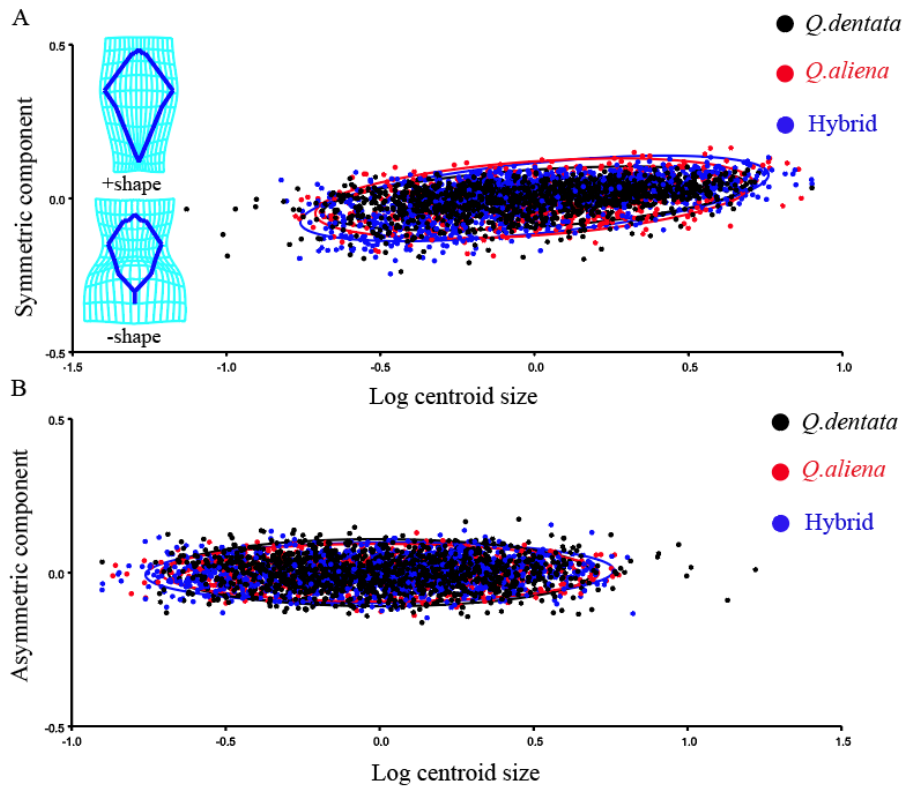 A
0.5
Q.dentata
Q.aliena
Hybrid
Symmetric component
0.0
+shape
-shape
-0.5
-1.5
-1.0
-0.5
0.0
0.5
1.0
Log centroid size
B
0.5
Q.dentata
Q.aliena
Hybrid
Asymmetric component
0.0
-0.5
-1.0
-0.5
0.0
0.5
1.0
1.5
Log centroid size